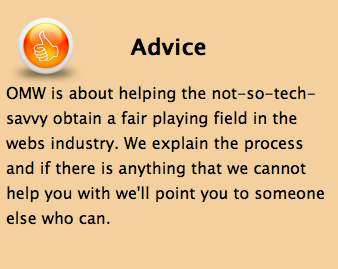 Advice
OMW is about helping the not-so-tech-
savvy obtain a fair playing field in the
webs industry. We explain the process
and if there is anything that we cannot
help you with we'll point you to someone
else who can.